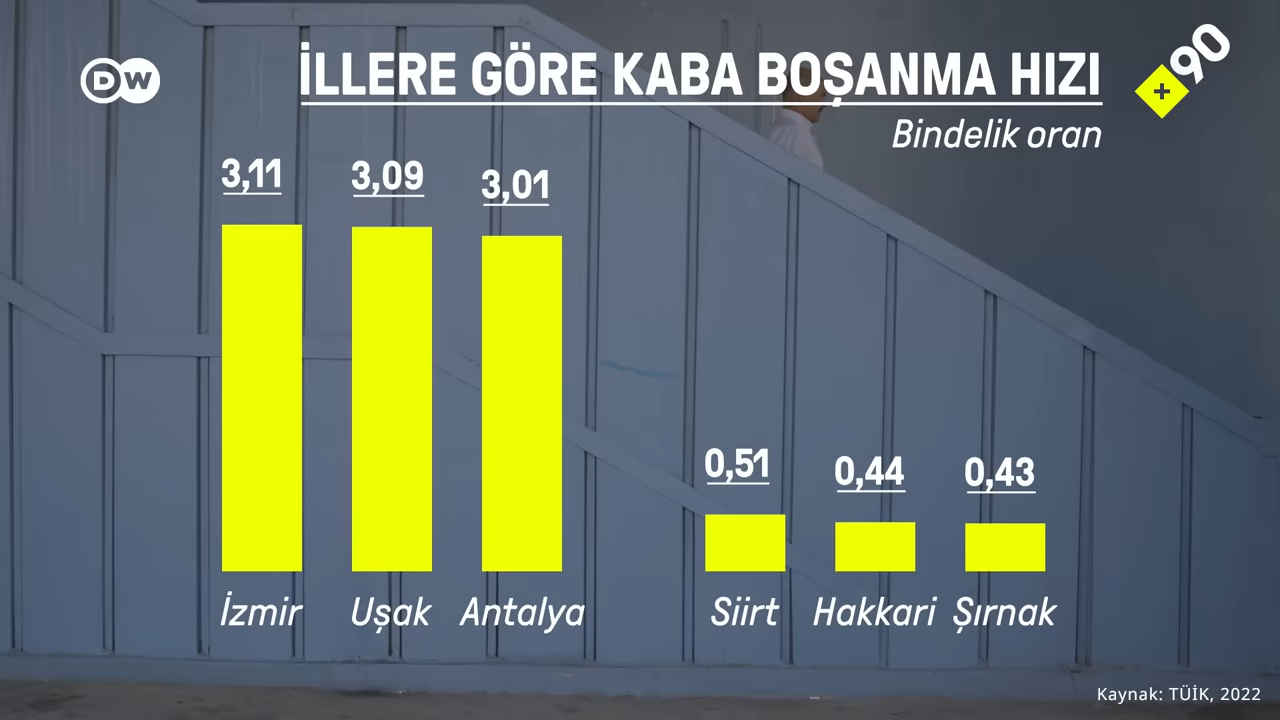 DW
İLLERE GÖRE KABA BOŞANMA HIZI
+90
Bindelik oran
3,11
3,09
3,01
0,51
0,44
0,43
İzmir
Uşak
Antalya
Siirt
Hakkari
Şırnak
Kaynak: TÜİK, 2022